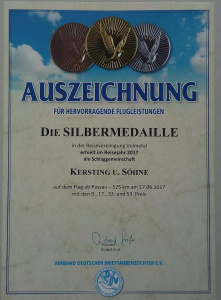 AUSZEICHNUNG
FÜR HERVORRAGENDE FLUGLEISTUNGEN
DIE SILBERMEDAILLE
in der Reisevereinigung Volmetal
erhielt im Reisejahr 2017
die Schlaggemeinschaft
KERSTING U. SÖHNE
auf dem Flug ab Passau – 525 km am 17.06.2017
mit den 9., 17., 33. und 53. Preis
VERBAND DEUTSCHER BRIEFTAUBENZÜCHTER E.V.